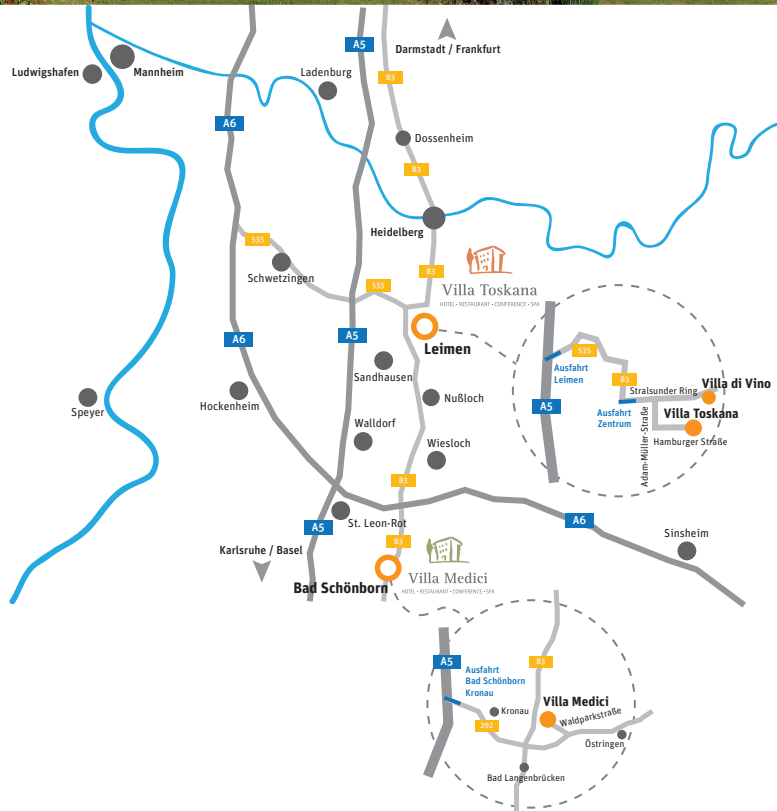 A5
Darmstadt / Frankfurt
Ludwigshafen
Mannheim
Ladenburg
B3
A6
Dossenheim
B3
Heidelberg
535
Schwetzingen
B3
535
Villa Toskana
HOTEL • RESTAURANT • CONFERENCE • SPA
A6
A5
Leimen
Sandhausen
Speyer
Hockenheim
Nußloch
Walldorf
Wiesloch
B3
535
Ausfahrt
Leimen
B3
Stralsunder Ring
Villa di Vino
A5
Ausfahrt
Zentrum
Adam-Müller-Straße
Villa Toskana
Hamburger Straße
A5
St. Leon-Rot
A6
Sinsheim
B3
Karlsruhe / Basel
Bad Schönborn
Villa Medici
HOTEL • RESTAURANT • CONFERENCE • SPA
A5
Ausfahrt
Bad Schönborn
Kronau
B3
Villa Medici
Kronau
Waldparkstraße
292
Östringen
Bad Langenbrücken